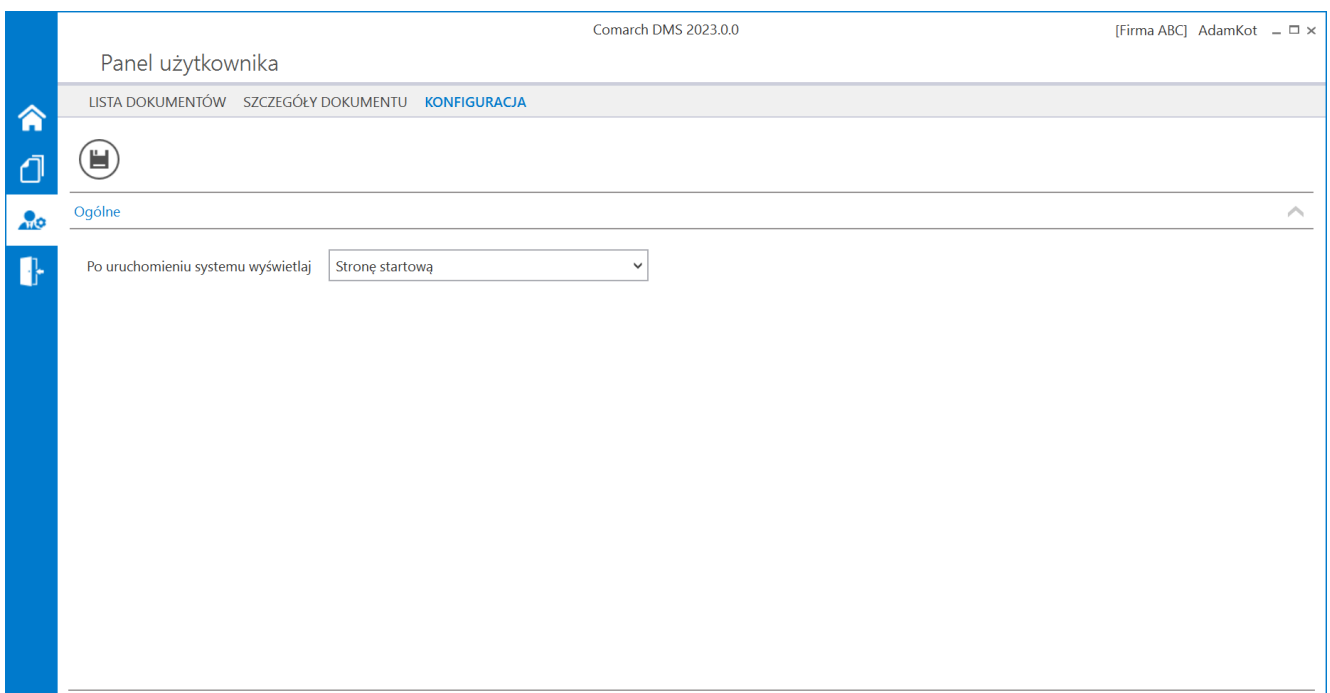 Comarch DMS 2023.0.0 [Firma ABC] AdamKot
Panel użytkownika
LISTA DOKUMENTÓW SZCZEGÓŁY DOKUMENTU KONFIGURACJA
Ogólne
Po uruchomieniu systemu wyświetlaj Stronę startową